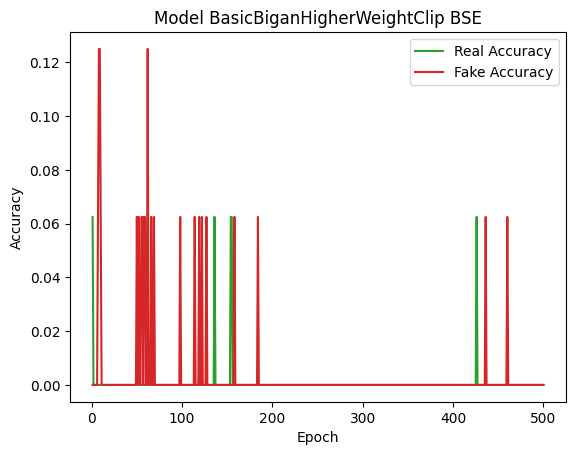 Model BasicBiganHigherWeightClip BSE
Real Accuracy
Fake Accuracy
Accuracy
0.12
0.10
0.08
0.06
0.04
0.02
0.00
0 100 200 300 400 500
Epoch